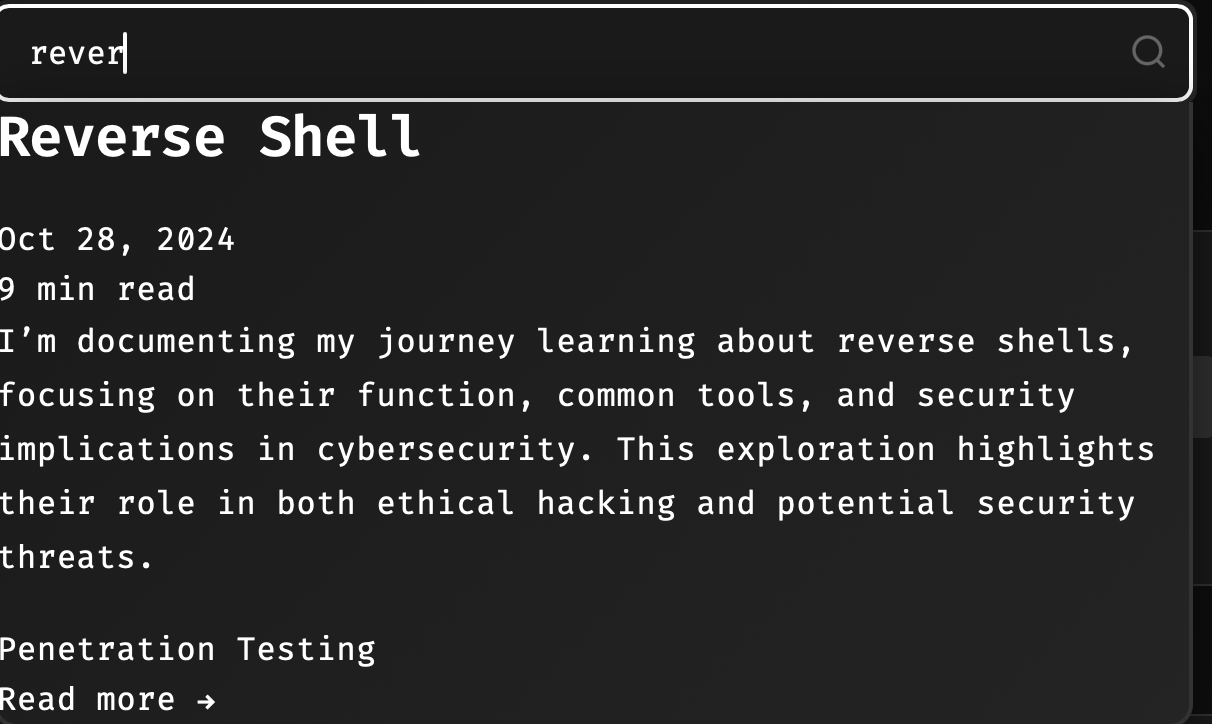 rever
Reverse Shell
Oct 28, 2024
9 min read
I’m documenting my journey learning about reverse shells,
focusing on their function, common tools, and security
implications in cybersecurity. This exploration highlights
their role in both ethical hacking and potential security
threats.
Penetration Testing
Read more →